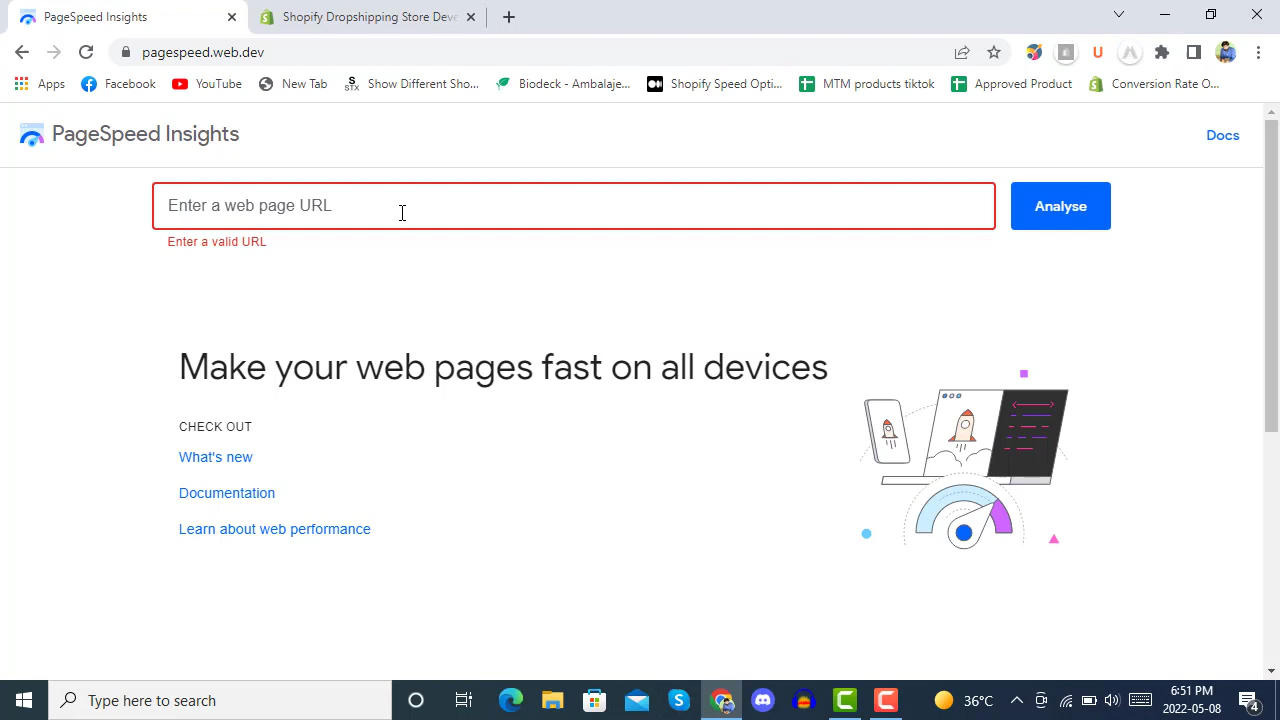 PageSpeed Insights
Shopify Dropshipping Store Deve
pagespeed.web.dev
Apps
Facebook
YouTube
New Tab
STX
Show Different Sho...
Biodeck - Ambalaje...
Shopify Speed Opti...
MTM products tiktok
Approved Product
Conversion Rate O...
PageSpeed Insights
Docs
Enter a web page URL
Analyse
Enter a valid URL
Make your web pages fast on all devices
CHECK OUT
What's new
Documentation
Learn about web performance
Type here to search
36°C
6:51 PM
2022-05-08
4